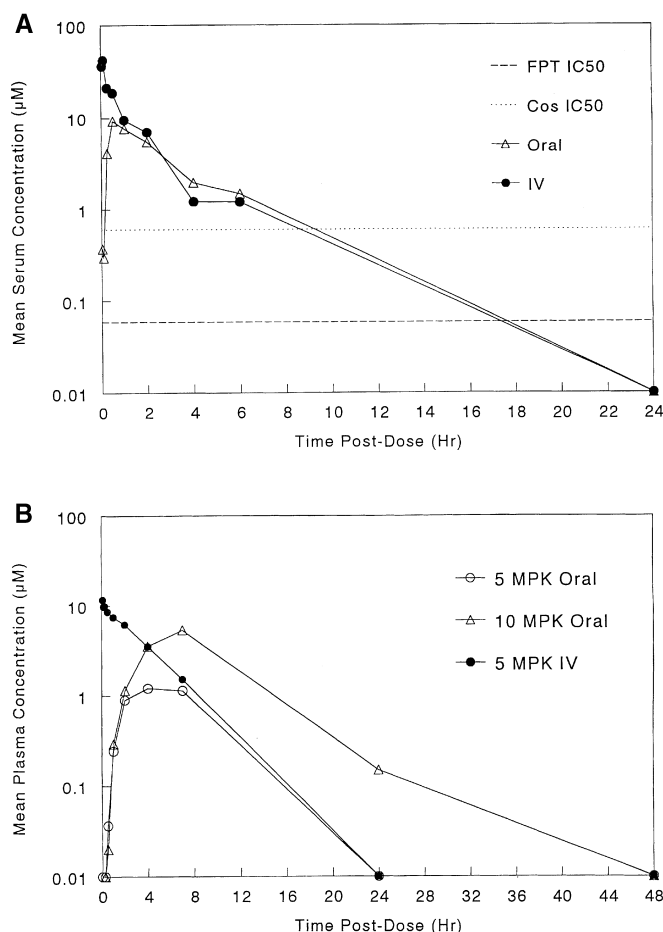 A
Mean Serum Concentration (µM)
100
10
1
0.1
0.01
FPT IC50
Cos IC50
Oral
IV
0 2 4 6 8 10 12 14 16 18 20 22 24
Time Post-Dose (Hr)
B
Mean Plasma Concentration (µM)
100
10
1
0.1
0.01
5 MPK Oral
10 MPK Oral
5 MPK IV
0 4 8 12 16 20 24 28 32 36 40 44 48
Time Post-Dose (Hr)